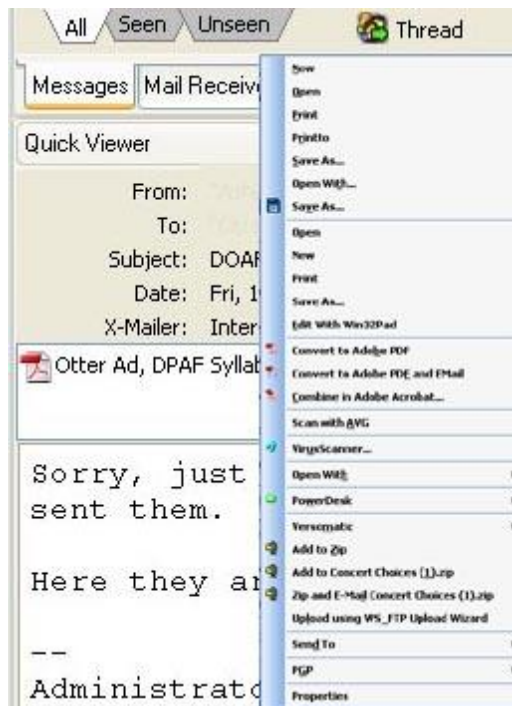 All Seen Unseen Thread
Messages Mail Receiv
Quick Viewer
From:
To:
Subject: DOAF
Date: Fri, 1
X-Mailer: Inter
Otter Ad, DPAF Syllab
Sorry, just
sent them.
Here they ar
--
Administrato
New
Open
Print
Printto
Save As...
Open With...
Save As...
Open
New
Print
Save As...
Edit With Win32Pad
Convert to Adobe PDF
Convert to Adobe PDF and EMail
Combine in Adobe Acrobat...
Scan with AVG
VirusScanner...
Open With
PowerDesk
Versomatic
Add to Zip
Add to Concert Choices (1).zip
Zip and E-Mail Concert Choices (1).zip
Upload using WS_FTP Upload Wizard
Send To
PGP
Properties